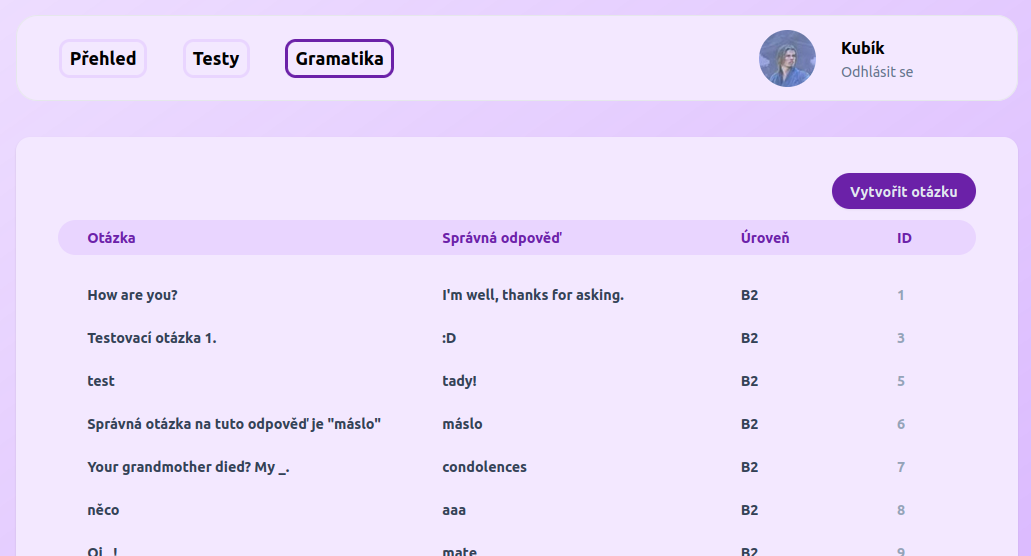 Přehled Testy Gramatika Kubík
Odhlásit se
Vytvořit otázku
Otázka Správná odpověď Úroveň ID
How are you? I'm well, thanks for asking. B2 1
Testovací otázka 1. :D B2 3
test tady! B2 5
Správná otázka na tuto odpověď je "máslo" máslo B2 6
Your grandmother died? My _. condolences B2 7
něco aaa B2 8
Oi, _! mate B2 9